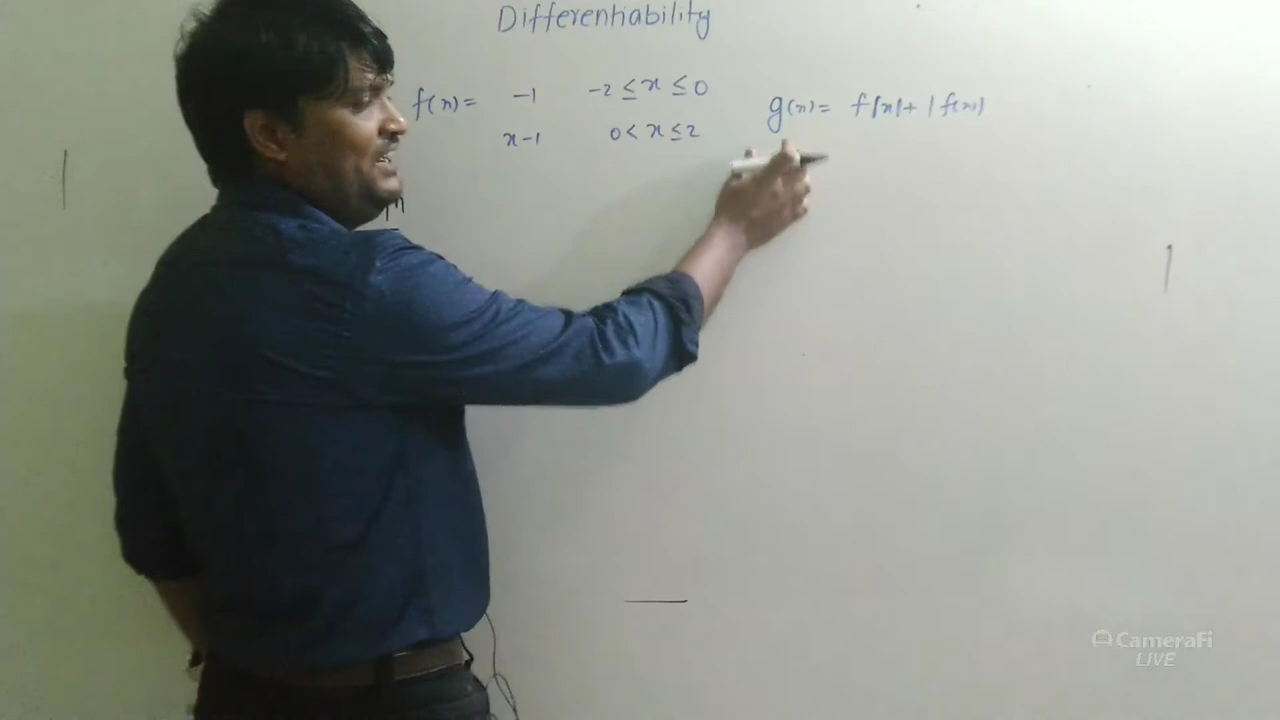 Differentiability
f(x) = -1 -2 ≤ x ≤ 0
x-1 0 < x ≤ 2
g(x) = f|x| + |f(x)|
CameraFi
LIVE